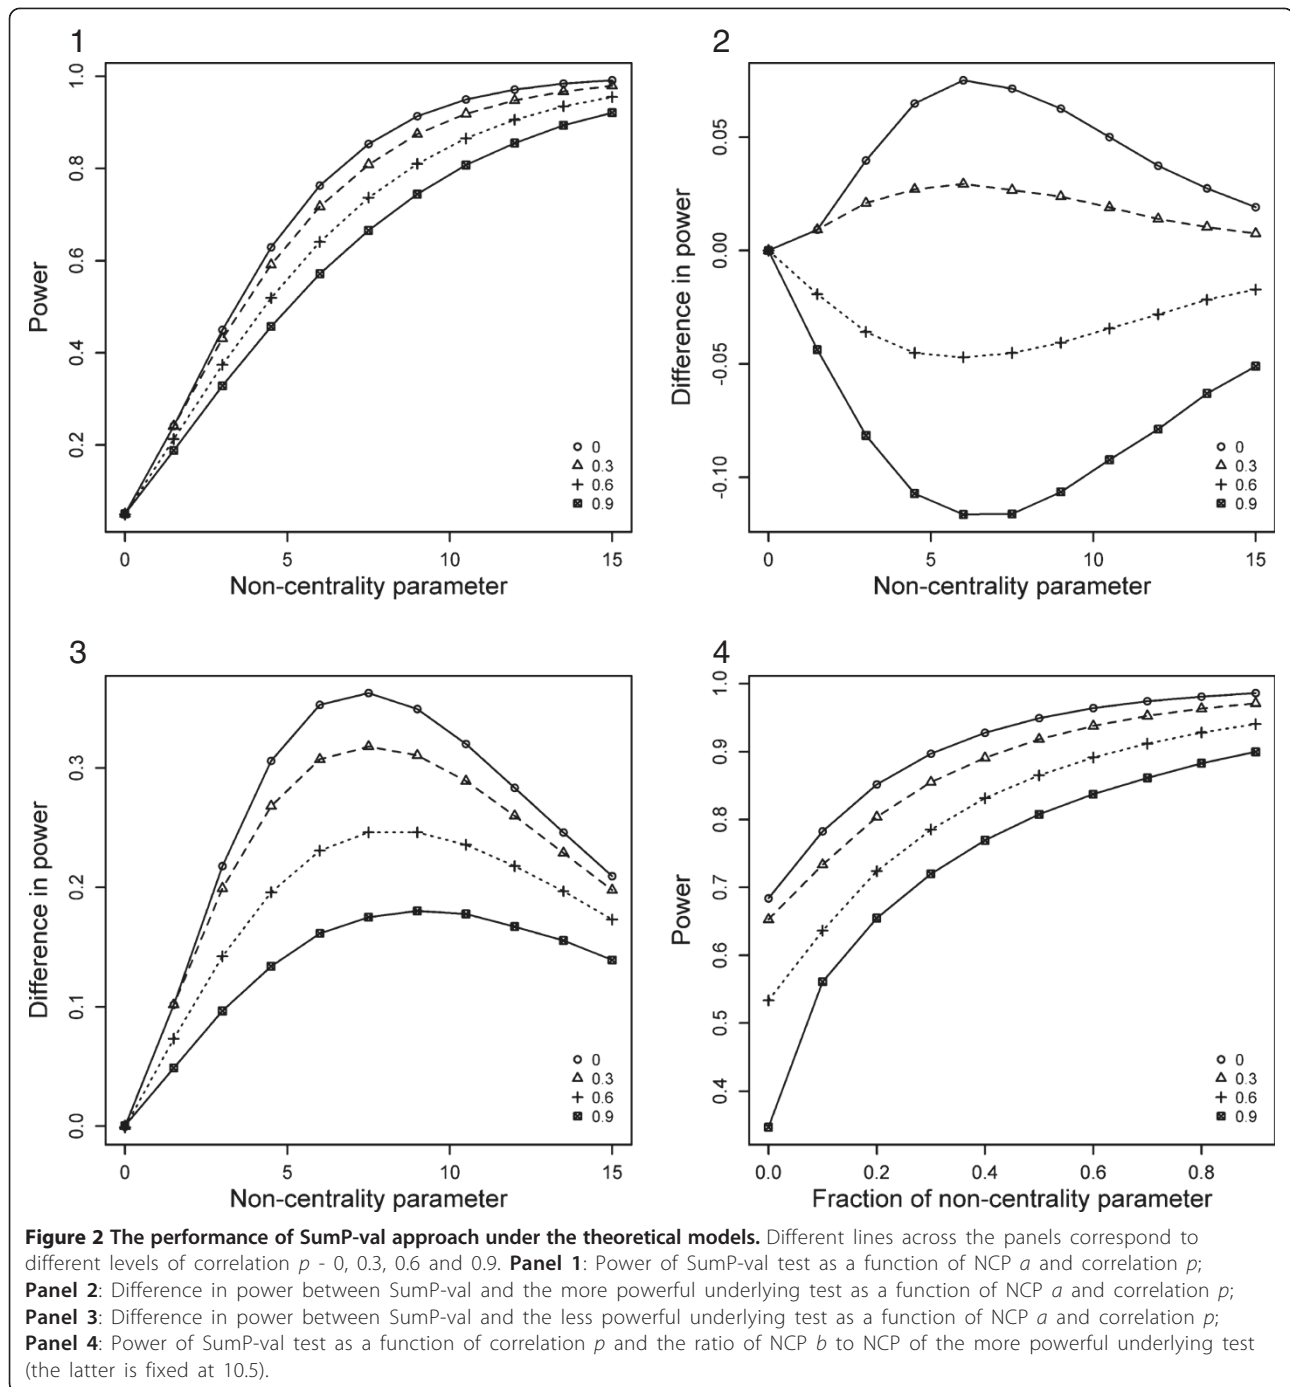 1
Power
0.2 0.4 0.6 0.8 1.0
0 5 10 15
Non-centrality parameter
0
0.3
0.6
0.9
2
Difference in power
-0.10 -0.05 0.00 0.05
0 5 10 15
Non-centrality parameter
0
0.3
0.6
0.9
3
Difference in power
0.0 0.1 0.2 0.3
0 5 10 15
Non-centrality parameter
0
0.3
0.6
0.9
4
Power
0.4 0.5 0.6 0.7 0.8 0.9 1.0
0.0 0.2 0.4 0.6 0.8
Fraction of non-centrality parameter
0
0.3
0.6
0.9
Figure 2 The performance of SumP-val approach under the theoretical models. Different lines across the panels correspond to
different levels of correlation p - 0, 0.3, 0.6 and 0.9. Panel 1: Power of SumP-val test as a function of NCP a and correlation p;
Panel 2: Difference in power between SumP-val and the more powerful underlying test as a function of NCP a and correlation p;
Panel 3: Difference in power between SumP-val and the less powerful underlying test as a function of NCP a and correlation p;
Panel 4: Power of SumP-val test as a function of correlation p and the ratio of NCP b to NCP of the more powerful underlying test
(the latter is fixed at 10.5).